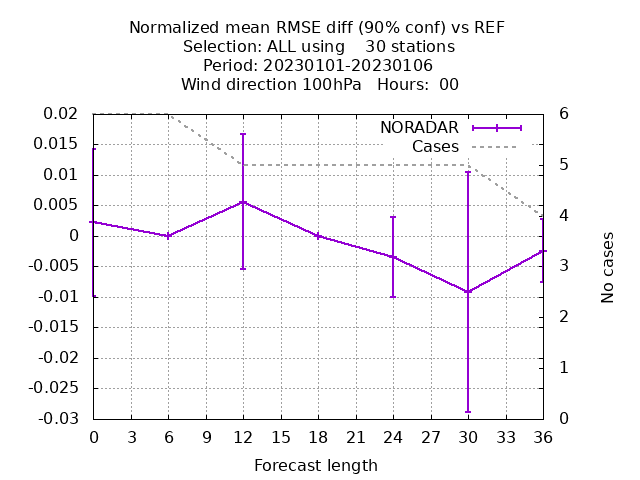 Normalized mean RMSE diff (90% conf) vs REF
Selection: ALL using    30 stations
Period: 20230101-20230106
Wind direction 100hPa   Hours:  00
NORADAR
Cases
0.02
0.015
0.01
0.005
0
-0.005
-0.01
-0.015
-0.02
-0.025
-0.03
6
5
4
3
2
1
0
No cases
0 3 6 9 12 15 18 21 24 27 30 33 36
Forecast length